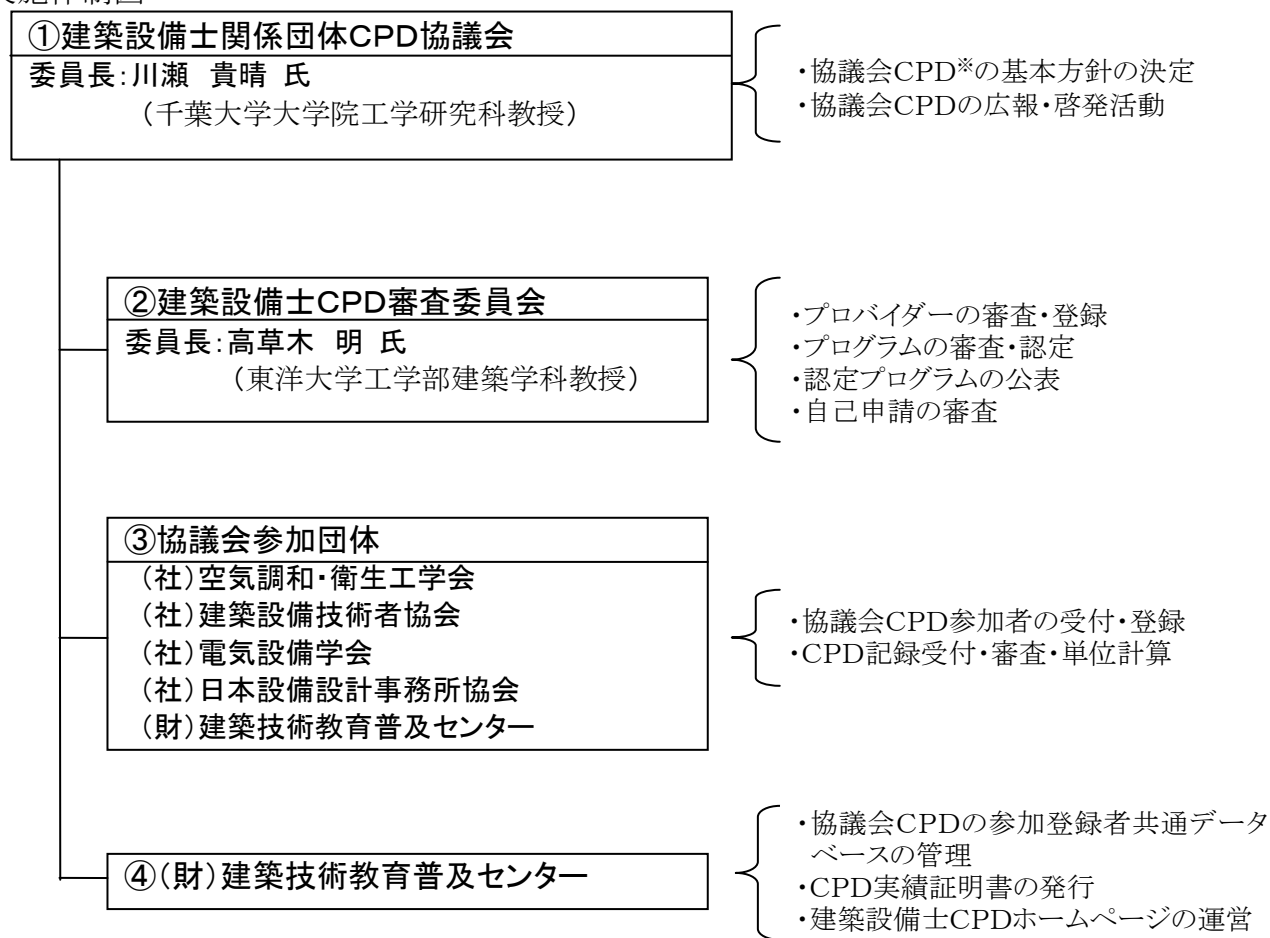 ①建築設備士関係団体CPD協議会
委員長:川瀬 貴晴 氏
(千葉大学大学院工学研究科教授)
・協議会CPD※の基本方針の決定
・協議会CPDの広報・啓発活動
②建築設備士CPD審査委員会
委員長:高草木 明 氏
(東洋大学工学部建築学科教授)
・プロバイダーの審査・登録
・プログラムの審査・認定
・認定プログラムの公表
・自己申請の審査
③協議会参加団体
(社)空気調和・衛生工学会
(社)建築設備技術者協会
(社)電気設備学会
(社)日本設備設計事務所協会
(財)建築技術教育普及センター
・協議会CPD参加者の受付・登録
・CPD記録受付・審査・単位計算
④(財)建築技術教育普及センター
・協議会CPDの参加登録者共通データ
ベースの管理
・CPD実績証明書の発行
・建築設備士CPDホームページの運営